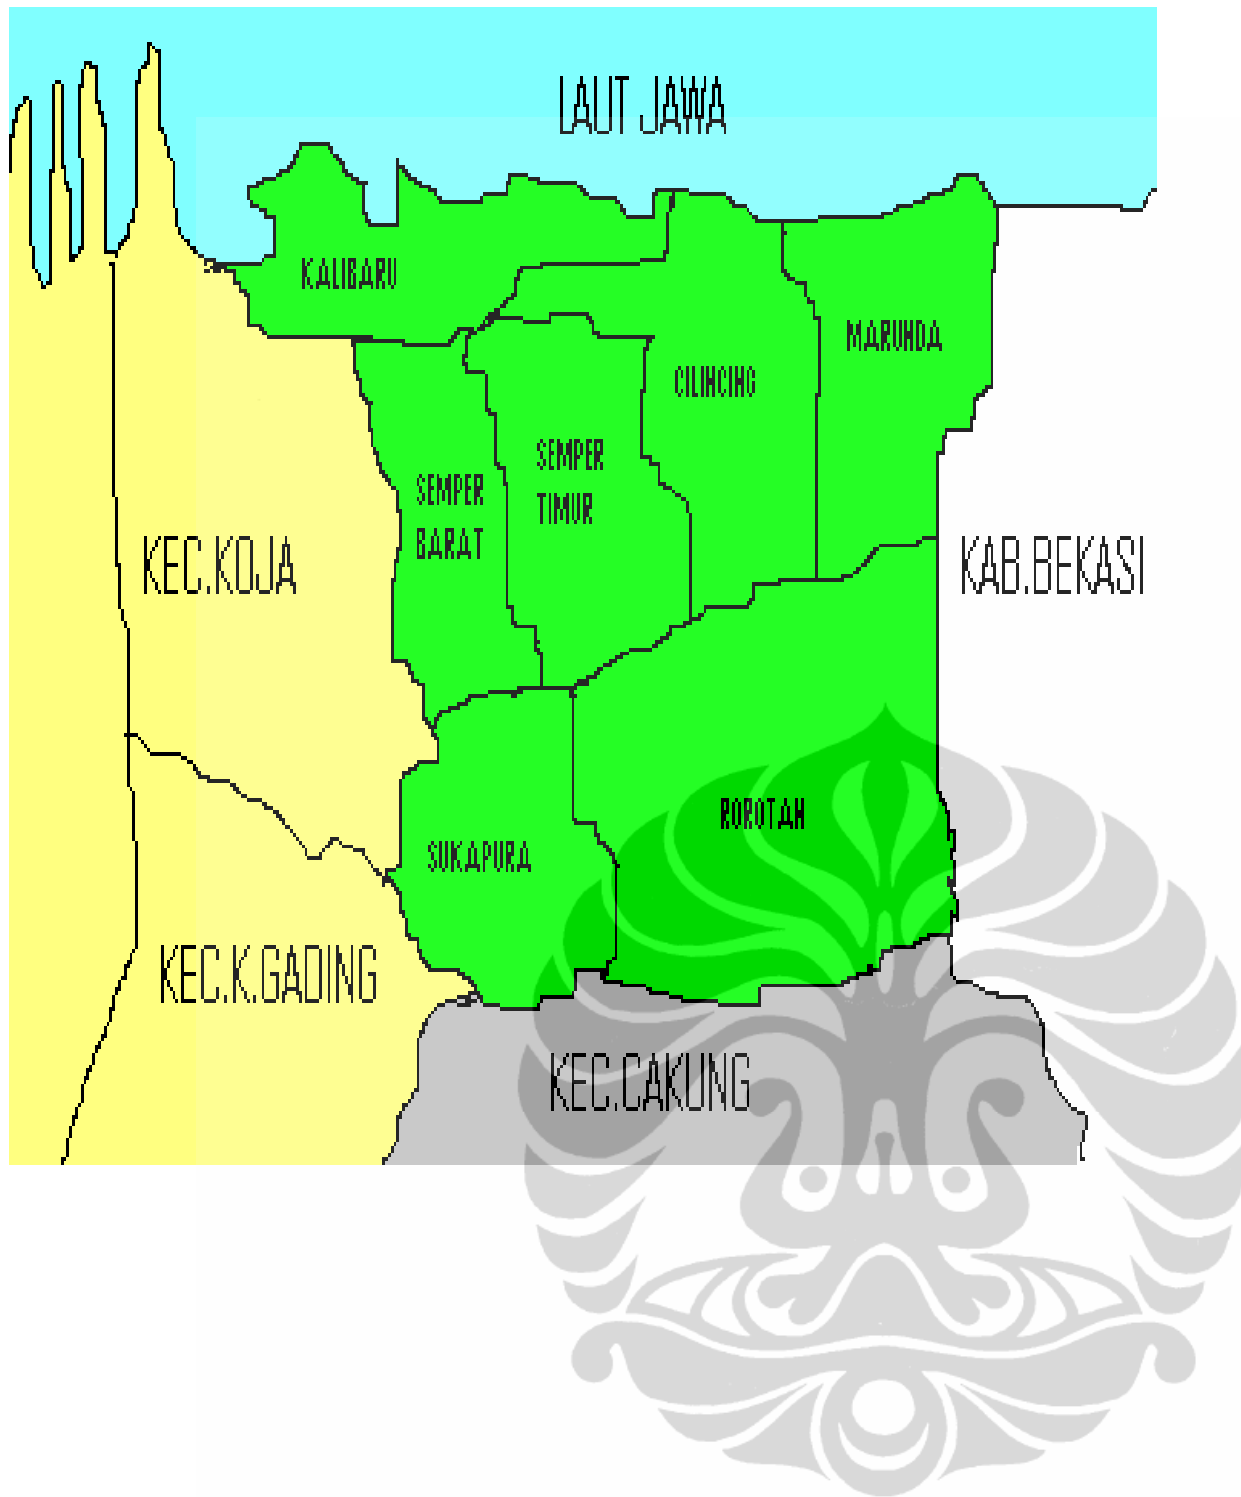 LAUT JAWA
KALIBARU
MARUNDA
CILINCING
SEMPER
TIMUR
SEMPER
BARAT
KEC.KOJA
KAB.BEKASI
ROROTAN
SUKAPURA
KEC.K.GADING
KEC.CAKUNG